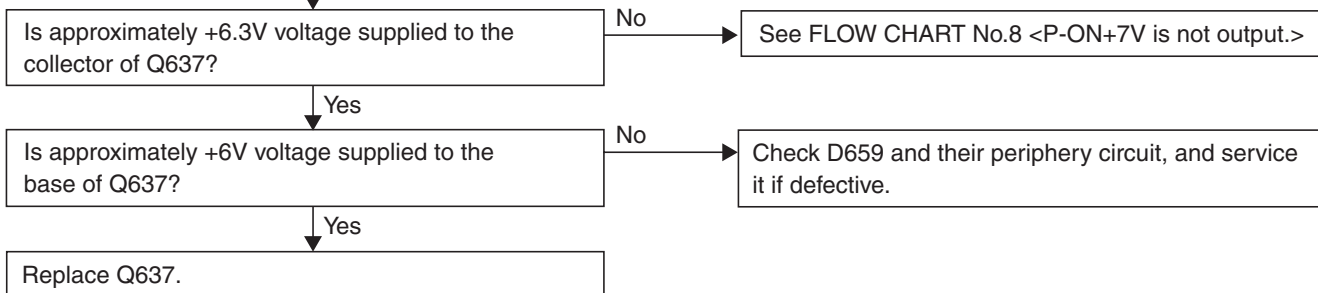 Is approximately +6.3V voltage supplied to the
collector of Q637?
No
See FLOW CHART No.8 <P-ON+7V is not output.>
Yes
Is approximately +6V voltage supplied to the
base of Q637?
No
Check D659 and their periphery circuit, and service
it if defective.
Yes
Replace Q637.